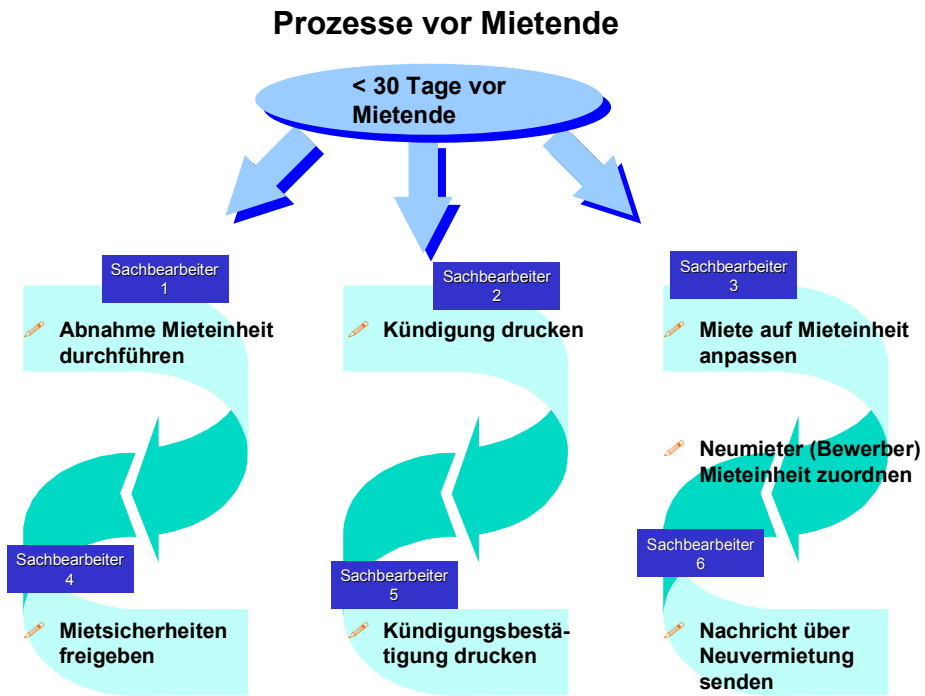 Prozesse vor Mietende
< 30 Tage vor
Mietende
Sachbearbeiter
1
Abnahme Mieteinheit
durchführen
Sachbearbeiter
4
Mietsicherheiten
freigeben
Sachbearbeiter
2
Kündigung drucken
Sachbearbeiter
5
Kündigungsbestä-
tigung drucken
Sachbearbeiter
3
Miete auf Mieteinheit
anpassen
Neumieter (Bewerber)
Mieteinheit zuordnen
Sachbearbeiter
6
Nachricht über
Neuvermietung
senden